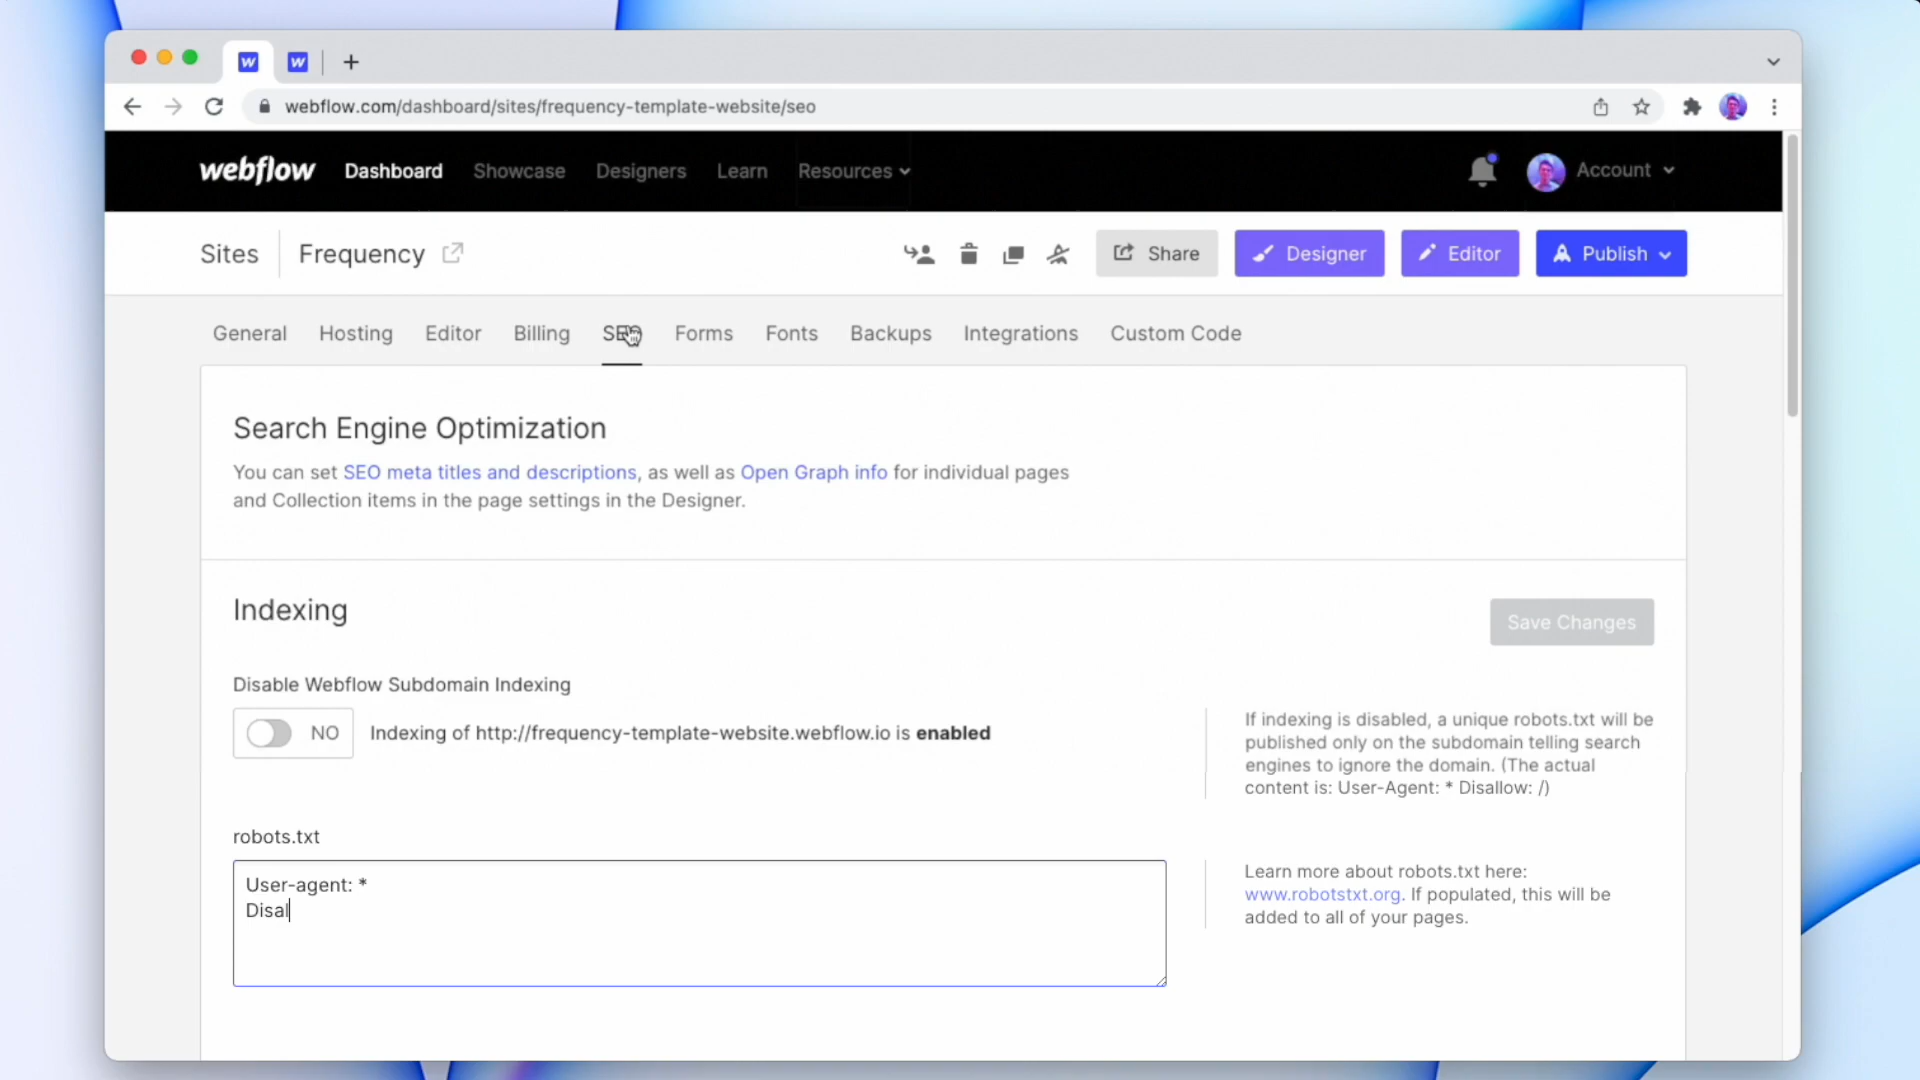 webflow.com/dashboard/sites/frequency-template-website/seo
webflow Dashboard Showcase Designers Learn Resources Account
Sites Frequency Share Designer Editor Publish
General Hosting Editor Billing SEO Forms Fonts Backups Integrations Custom Code
Search Engine Optimization
You can set SEO meta titles and descriptions, as well as Open Graph info for individual pages
and Collection items in the page settings in the Designer.
Indexing
Save Changes
Disable Webflow Subdomain Indexing
NO Indexing of http://frequency-template-website.webflow.io is enabled
If indexing is disabled, a unique robots.txt will be
published only on the subdomain telling search
engines to ignore the domain. (The actual
content is: User-Agent: * Disallow: /)
robots.txt
User-agent: *
Disal
Learn more about robots.txt here:
www.robotstxt.org. If populated, this will be
added to all of your pages.